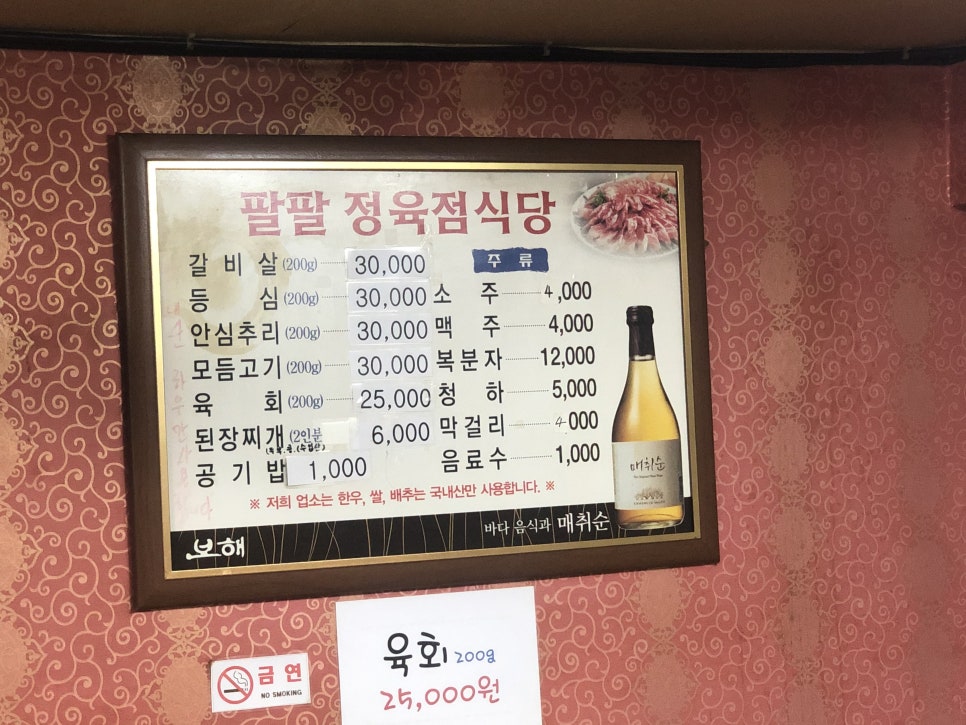 팔팔 정육점식당
갈비살 (200g) 30,000
등심 (200g) 30,000
안심추리 (200g) 30,000
모듬고기 (200g) 30,000
육회 (200g) 25,000
된장찌개 (2인분 6,000
공기밥 1,000
주류
소주 4,000
맥주 4,000
복분자 12,000
청하 5,000
막걸리 4,000
음료수 1,000
※ 저희 업소는 한우, 쌀, 배추는 국내산만 사용합니다. ※
보해
바다 음식과 매취순
매취순
금연
NO SMOKING
육회 200g
25,000원